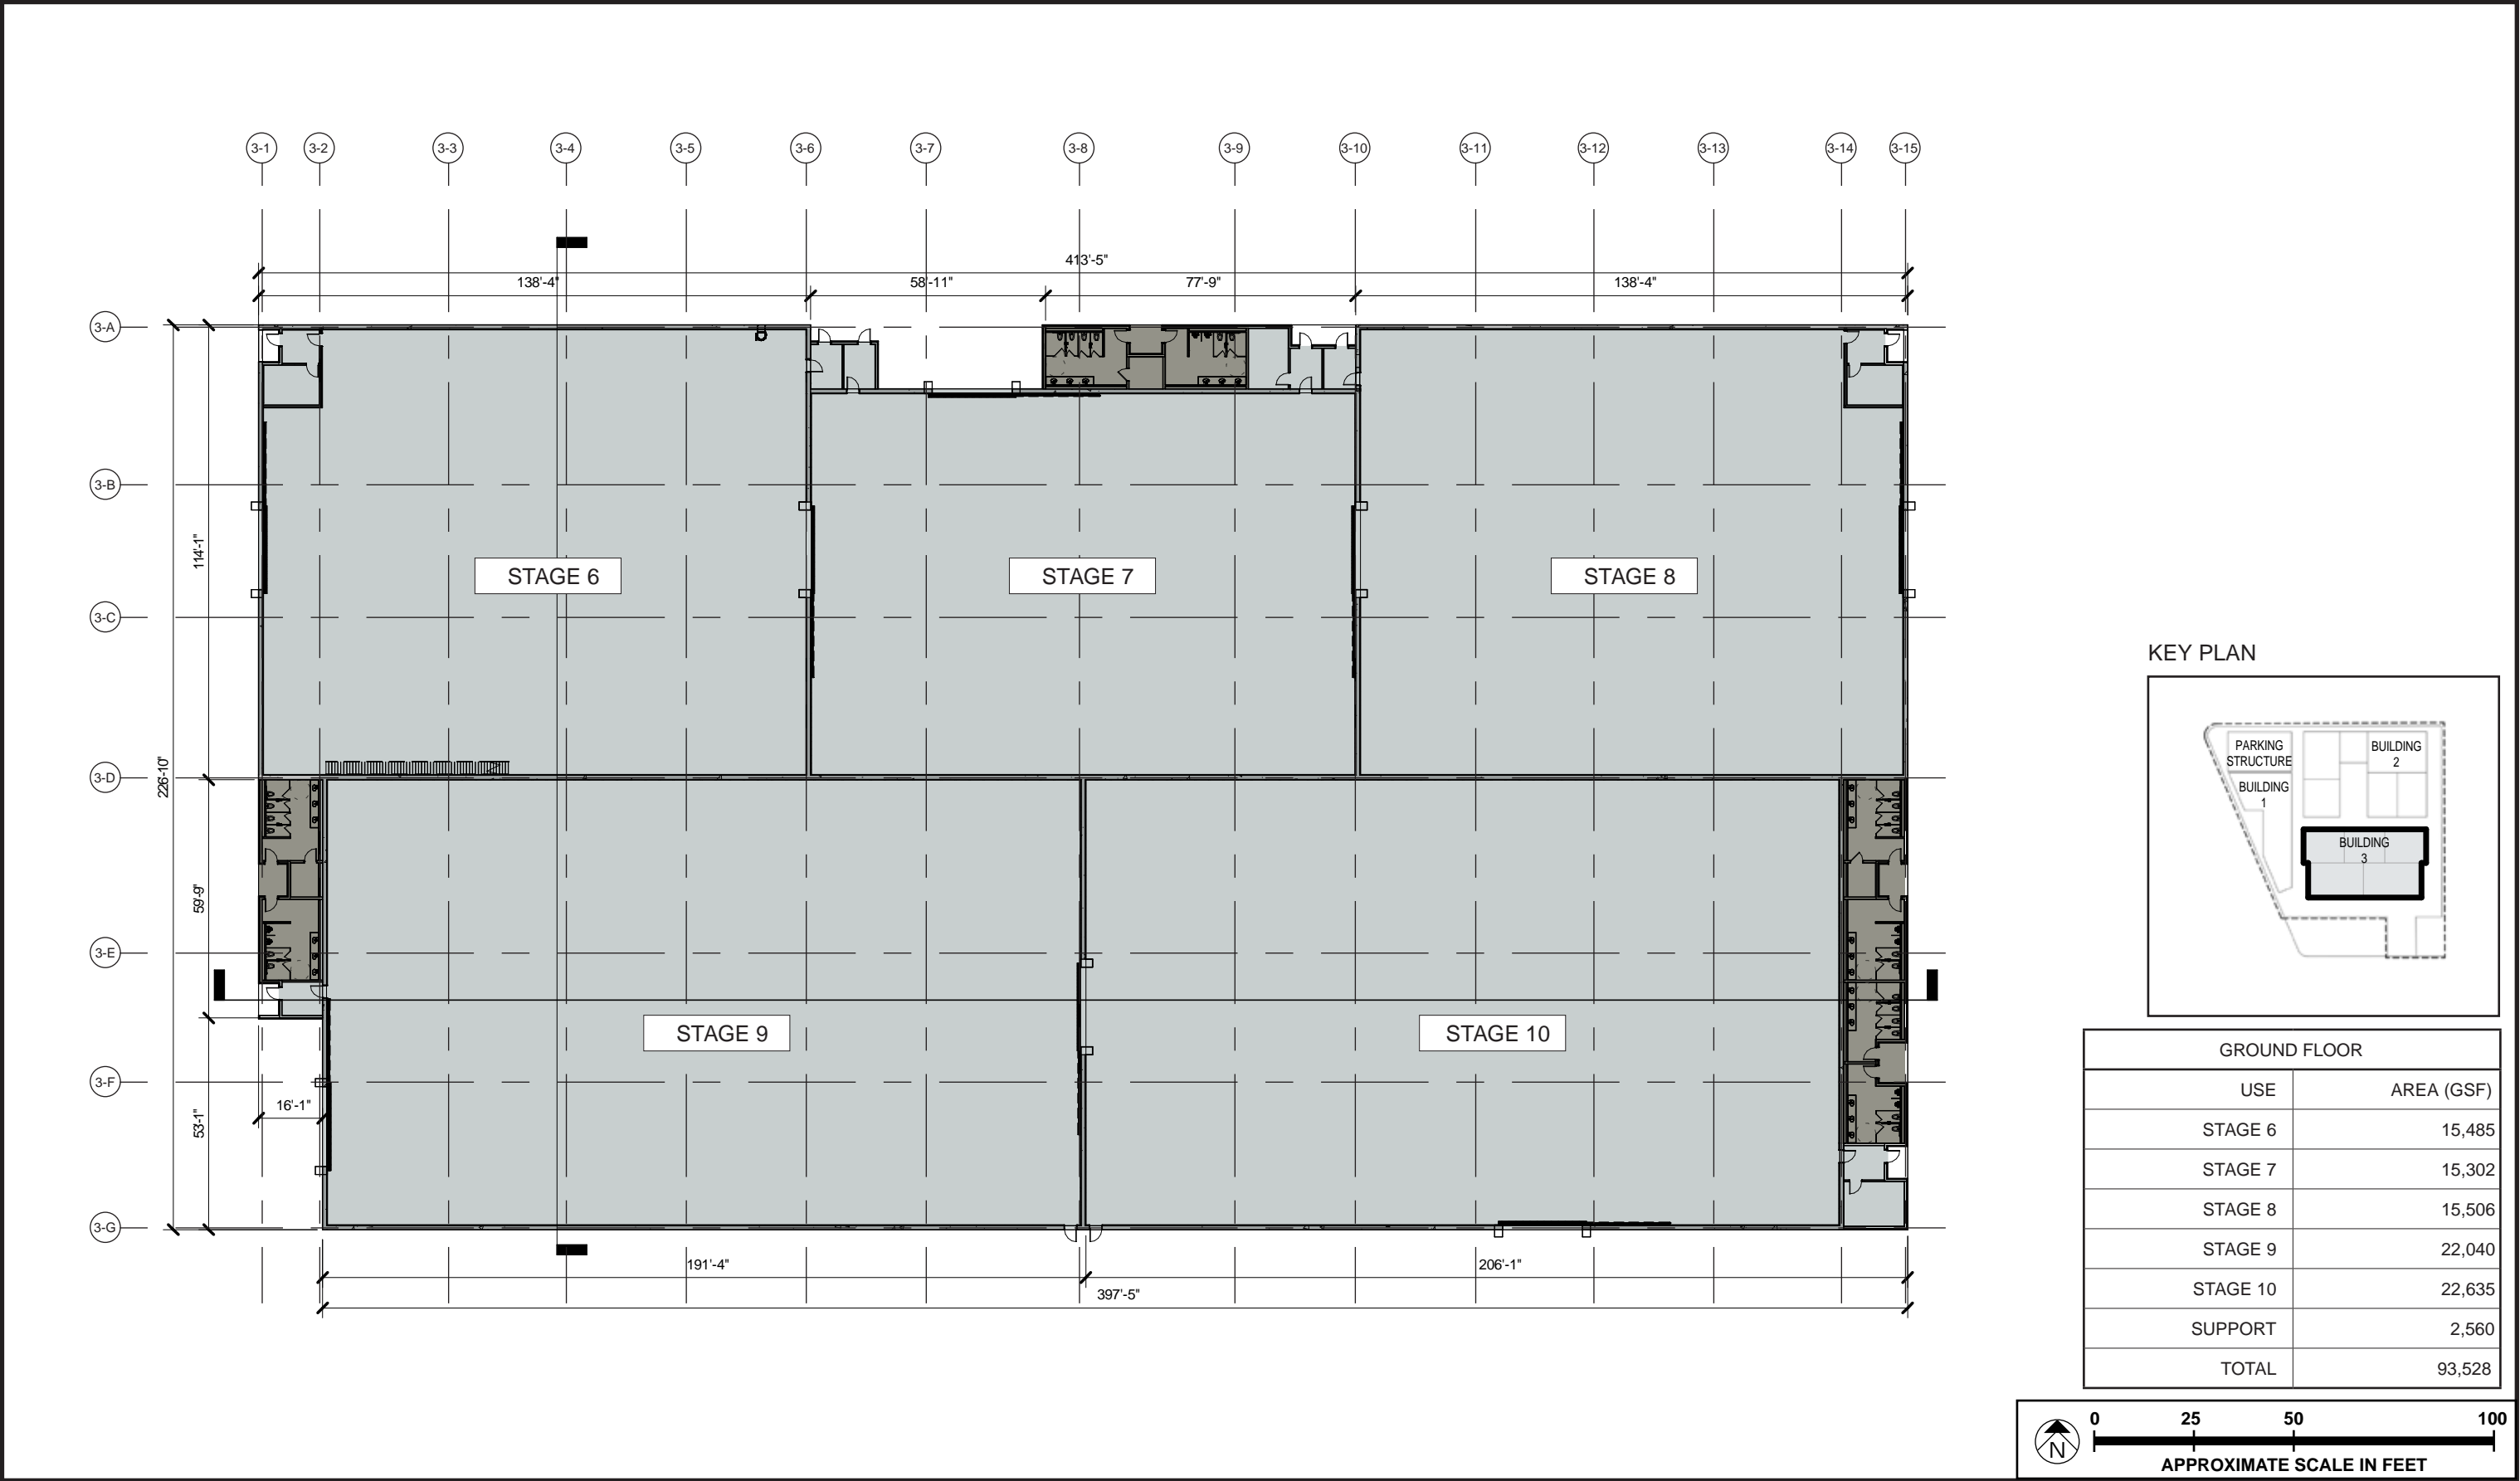 3-1 3-2 3-3 3-4 3-5 3-6 3-7 3-8 3-9 3-10 3-11 3-12 3-13 3-14 3-15
413'-5"
138'-4" 58'-11" 77'-9" 138'-4"
3-A
3-B
114'-1"
STAGE 6 STAGE 7 STAGE 8
3-C
3-D
226'-10"
59'-9"
3-E
STAGE 9 STAGE 10
3-F
16'-1"
53'-1"
3-G
191'-4" 206'-1"
397'-5"
KEY PLAN
PARKING
STRUCTURE
BUILDING
2
BUILDING
1
BUILDING
3
GROUND FLOOR
USE AREA (GSF)
STAGE 6 15,485
STAGE 7 15,302
STAGE 8 15,506
STAGE 9 22,040
STAGE 10 22,635
SUPPORT 2,560
TOTAL 93,528
N
0 25 50 100
APPROXIMATE SCALE IN FEET